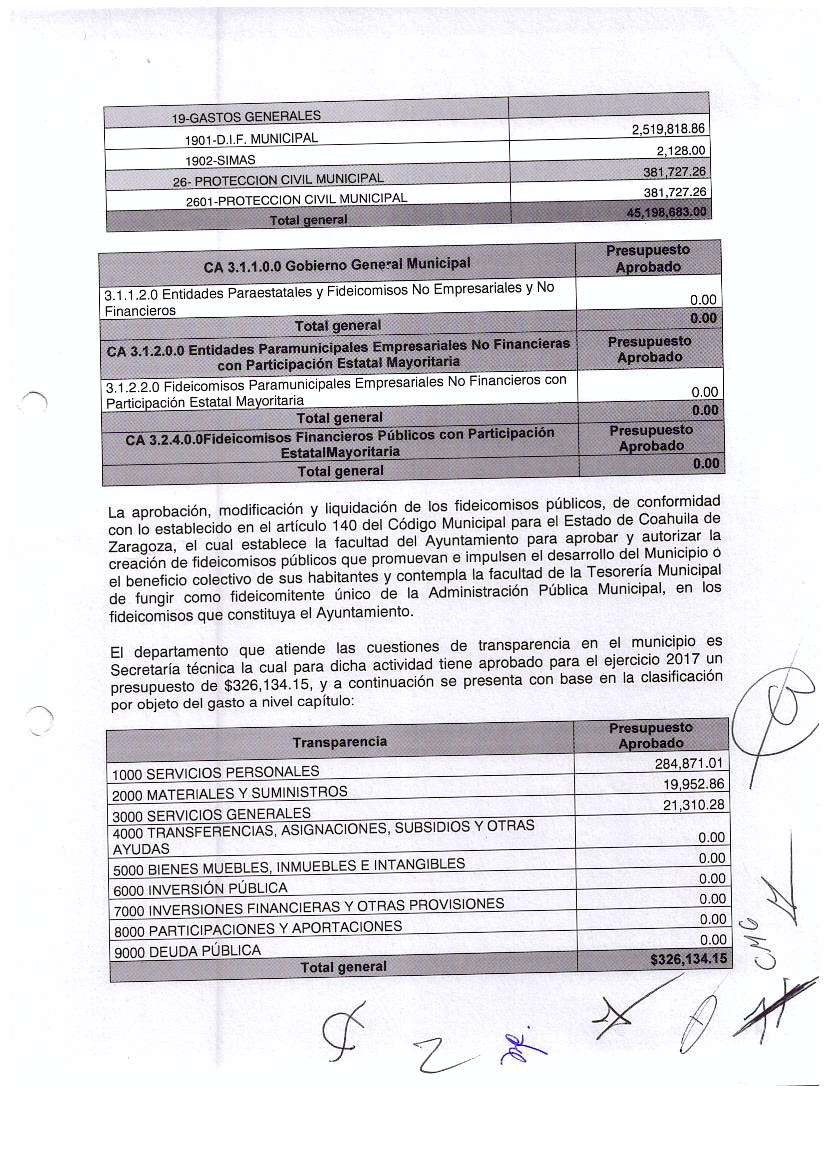 19-GASTOS GENERALES
1901-D.I.F. MUNICIPAL 2,519,818.86
1902-SIMAS 2,128.00
26- PROTECCION CIVIL MUNICIPAL 381,727.26
2601-PROTECCION CIVIL MUNICIPAL 381,727.26
Total general 45,198,683.00
CA 3.1.1.0.0 Gobierno General Municipal Presupuesto Aprobado
3.1.1.2.0 Entidades Paraestatales y Fideicomisos No Empresariales y No
Financieros 0.00
Total general 0.00
CA 3.1.2.0.0 Entidades Paramunicipales Empresariales No Financieras Presupuesto
con Participación Estatal Mayoritaria Aprobado
3.1.2.2.0 Fideicomisos Paramunicipales Empresariales No Financieros con
Participación Estatal Mayoritaria 0.00
Total general 0.00
CA 3.2.4.0.0Fideicomisos Financieros Públicos con Participación Presupuesto
EstatalMayoritaria Aprobado
Total general 0.00
La aprobación, modificación y liquidación de los fideicomisos públicos, de conformidad
con lo establecido en el artículo 140 del Código Municipal para el Estado de Coahuila de
Zaragoza, el cual establece la facultad del Ayuntamiento para aprobar y autorizar la
creación de fideicomisos públicos que promuevan e impulsen el desarrollo del Municipio o
el beneficio colectivo de sus habitantes y contempla la facultad de la Tesorería Municipal
de fungir como fideicomitente único de la Administración Pública Municipal, en los
fideicomisos que constituya el Ayuntamiento.
El departamento que atiende las cuestiones de transparencia en el municipio es
Secretaría técnica la cual para dicha actividad tiene aprobado para el ejercicio 2017 un
presupuesto de $326,134.15, y a continuación se presenta con base en la clasificación
por objeto del gasto a nivel capítulo:
Transparencia Presupuesto Aprobado
1000 SERVICIOS PERSONALES 284,871.01
2000 MATERIALES Y SUMINISTROS 19,952.86
3000 SERVICIOS GENERALES 21,310.28
4000 TRANSFERENCIAS, ASIGNACIONES, SUBSIDIOS Y OTRAS
AYUDAS 0.00
5000 BIENES MUEBLES, INMUEBLES E INTANGIBLES 0.00
6000 INVERSIÓN PÚBLICA 0.00
7000 INVERSIONES FINANCIERAS Y OTRAS PROVISIONES 0.00
8000 PARTICIPACIONES Y APORTACIONES 0.00
9000 DEUDA PÚBLICA 0.00
Total general $326,134.15
CMG